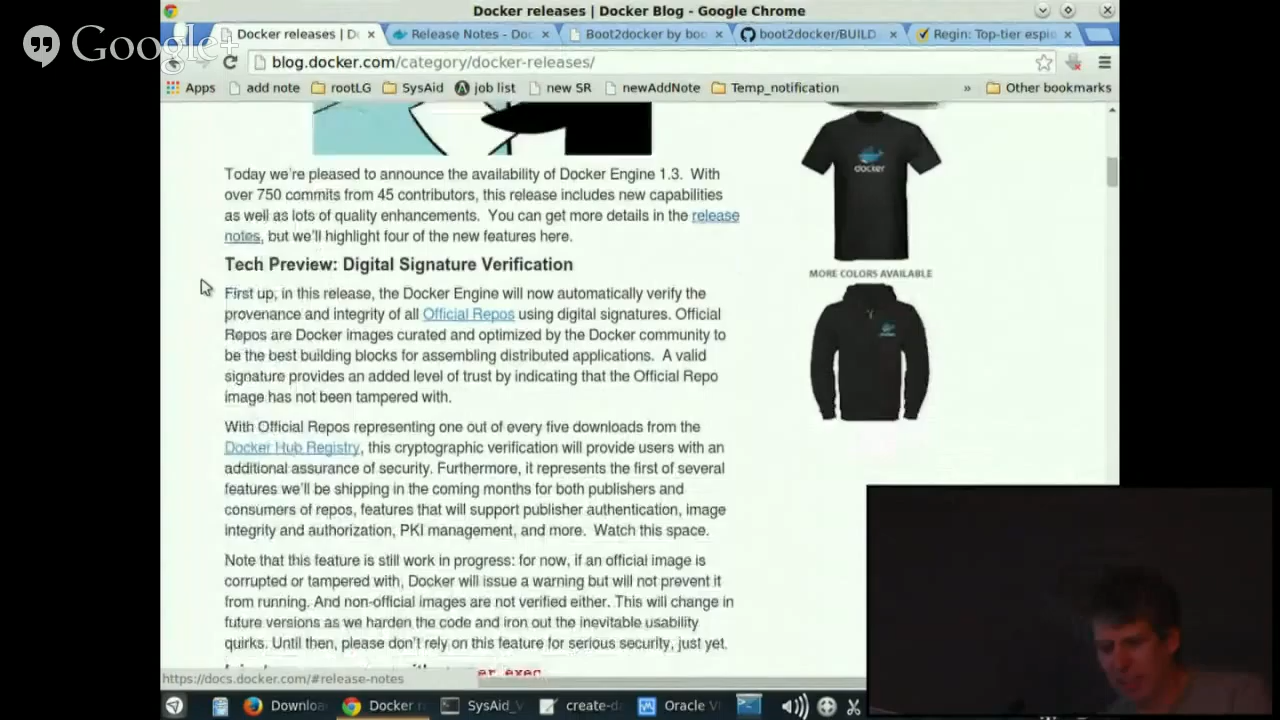 Docker releases | Docker Blog - Google Chrome
Google+
Docker releases | D
Release Notes - Doc
Boot2docker by boo
boot2docker/BUILD
Regin: Top-tier espi
blog.docker.com/category/docker-releases/
Apps
add note
rootLG
SysAid
job list
new SR
newAddNote
Temp_notification
»
Other bookmarks
Today we're pleased to announce the availability of Docker Engine 1.3. With
over 750 commits from 45 contributors, this release includes new capabilities
as well as lots of quality enhancements. You can get more details in the release
notes, but we'll highlight four of the new features here.
Tech Preview: Digital Signature Verification
First up, in this release, the Docker Engine will now automatically verify the
provenance and integrity of all Official Repos using digital signatures. Official
Repos are Docker images curated and optimized by the Docker community to
be the best building blocks for assembling distributed applications. A valid
signature provides an added level of trust by indicating that the Official Repo
image has not been tampered with.
With Official Repos representing one out of every five downloads from the
Docker Hub Registry, this cryptographic verification will provide users with an
additional assurance of security. Furthermore, it represents the first of several
features we'll be shipping in the coming months for both publishers and
consumers of repos, features that will support publisher authentication, image
integrity and authorization, PKI management, and more. Watch this space.
Note that this feature is still work in progress: for now, if an official image is
corrupted or tampered with, Docker will issue a warning but will not prevent it
from running. And non-official images are not verified either. This will change in
future versions as we harden the code and iron out the inevitable usability
quirks. Until then, please don't rely on this feature for serious security, just yet.
docker
MORE COLORS AVAILABLE
https://docs.docker.com/#release-notes
Downloa
Docker r
SysAid_V
create-da
Oracle VI